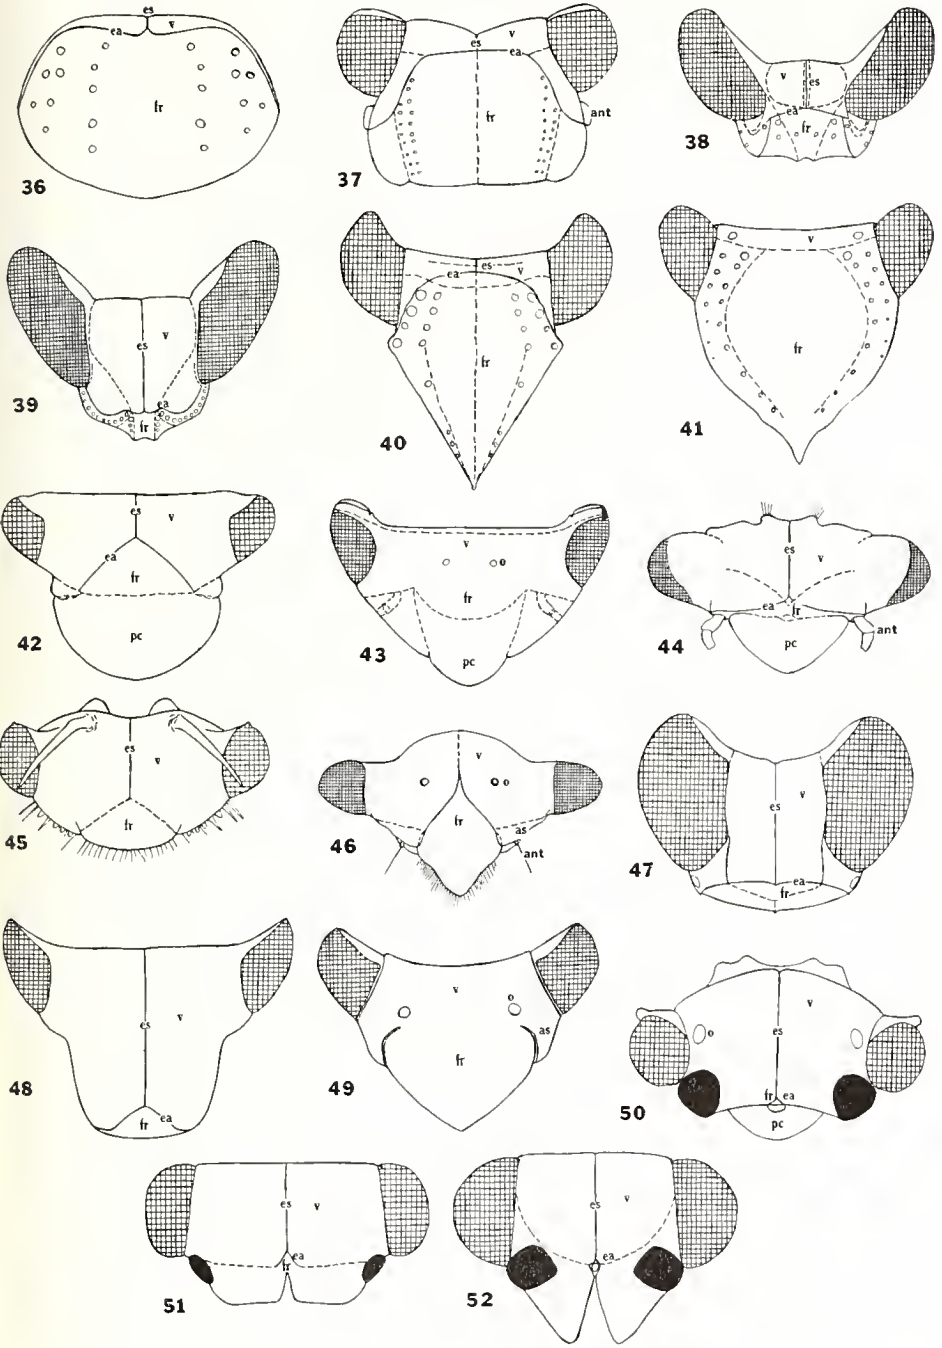 es
ea v
fr
36
es v
ea
fr
ant
37
v es
ea
fr
38
es v
ea
fr
39
es v
ea
fr
40
v
fr
41
es v
ea
fr
pc
42
v
o
fr
pc
43
es v
ea fr
ant
pc
44
es v
fr
45
v
o
fr
as
ant
46
es v
ea
fr
47
es v
ea
fr
48
v
o
as
fr
49
v
es
o
fr ea
pc
50
es v
ea
fr
51
es v
ea
52